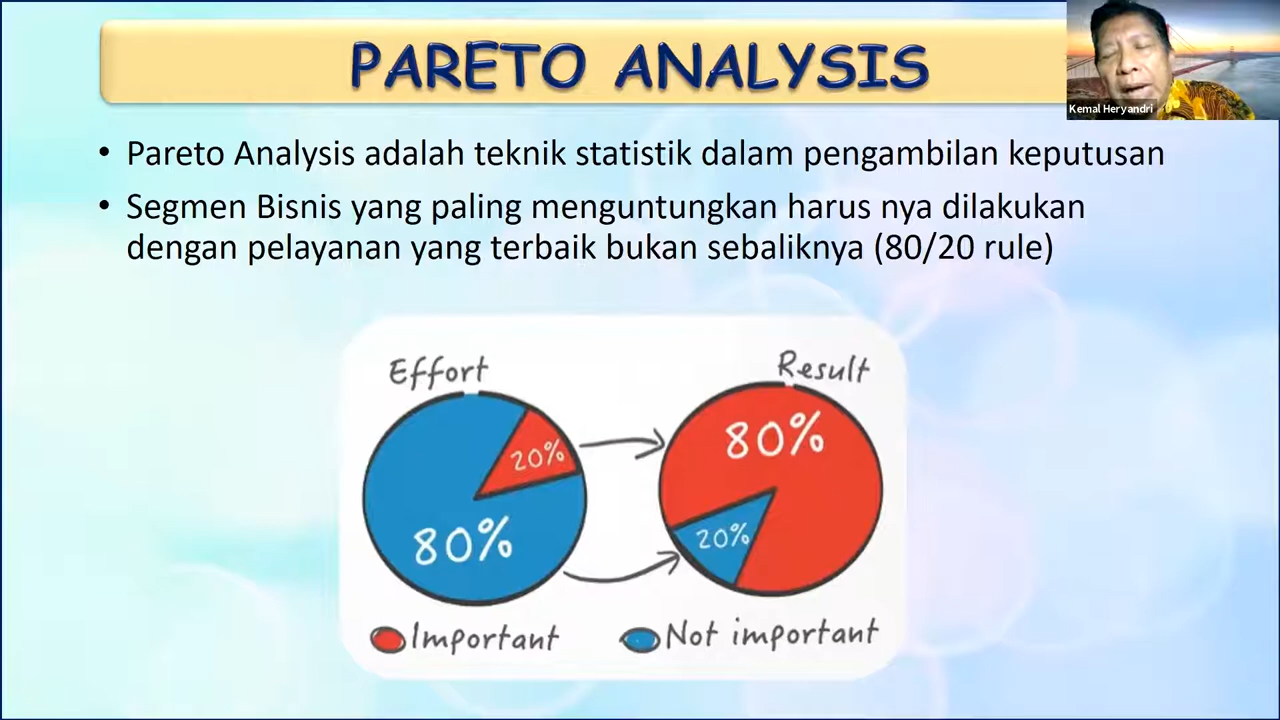 PARETO ANALYSIS
Kemal Heryandri
• Pareto Analysis adalah teknik statistik dalam pengambilan keputusan
• Segmen Bisnis yang paling menguntungkan harus nya dilakukan
dengan pelayanan yang terbaik bukan sebaliknya (80/20 rule)
Effort
Result
20%
80%
80%
20%
Important
Not important